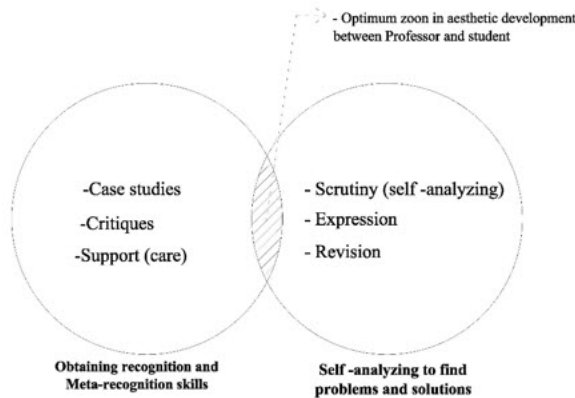 - Optimum zoon in aesthetic development
between Professor and student
-Case studies
-Critiques
-Support (care)
- Scrutiny (self -analyzing)
- Expression
- Revision
Obtaining recognition and
Meta-recognition skills
Self -analyzing to find
problems and solutions